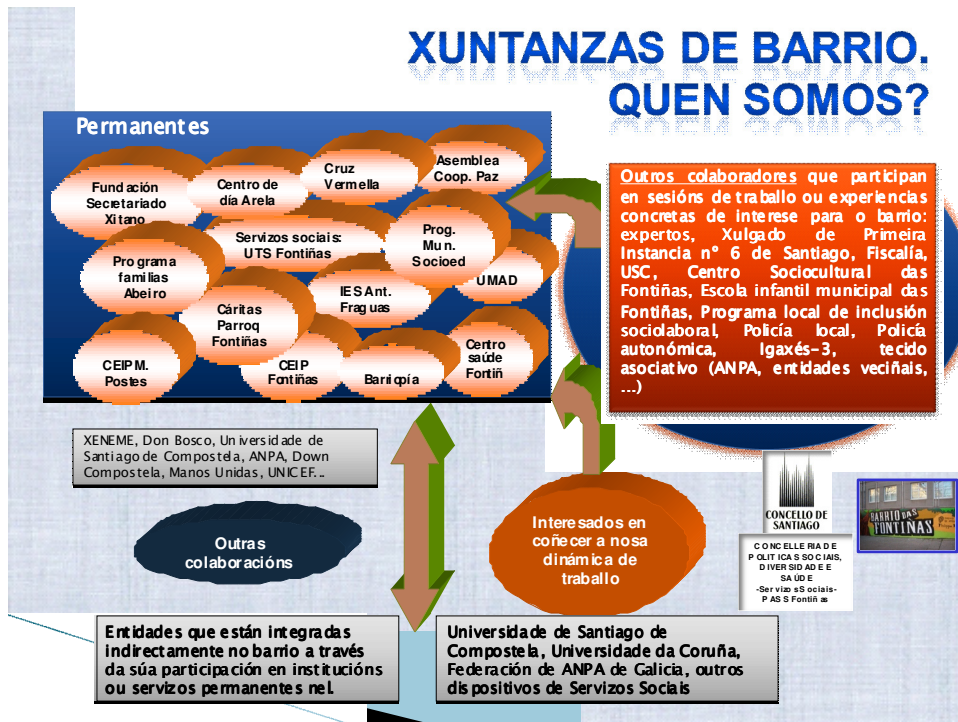 XUNTANZAS DE BARRIO.
QUEN SOMOS?
Permanentes
Fundación
Secretariado
Xitano
Centro de
día Arela
Cruz
Vermella
Asemblea
Coop. Paz
Servizos sociais:
UTS Fontiñas
Prog.
Mun.
Socioed
UMAD
Programa
familias
Abeiro
IES Ant.
Fraguas
Cáritas
Parroq
Fontiñas
CEIP M.
Postes
CEIP
Fontiñas
Barriopía
Centro
saúde
Fontiñ
Outros colaboradores que participan
en sesións de traballo ou experiencias
concretas de interese para o barrio:
expertos, Xulgado de Primeira
Instancia nº 6 de Santiago, Fiscalía,
USC, Centro Sociocultural das
Fontiñas, Escola infantil municipal das
Fontiñas, Programa local de inclusión
sociolaboral, Policía local, Policía
autonómica, Igaxés-3, tecido
asociativo (ANPA, entidades veciñais,
...)
XENEME, Don Bosco, Universidade de
Santiago de Compostela, ANPA, Down
Compostela, Manos Unidas, UNICEF...
Outras
colaboracións
Interesados en
coñecer a nosa
dinámica de
traballo
CONCELLO DE
SANTIAGO
CONCELLERIA DE
POLITICAS SOCIAIS,
DIVERSIDADE E
SAÚDE
-Servizos Sociais-
PASS Fontiñas
BARRIO DAS
FONTIÑAS
Entidades que están integradas
indirectamente no barrio a través
da súa participación en institucións
ou servizos permanentes nel.
Universidade de Santiago de
Compostela, Universidade da Coruña,
Federación de ANPA de Galicia, outros
dispositivos de Servizos Sociais